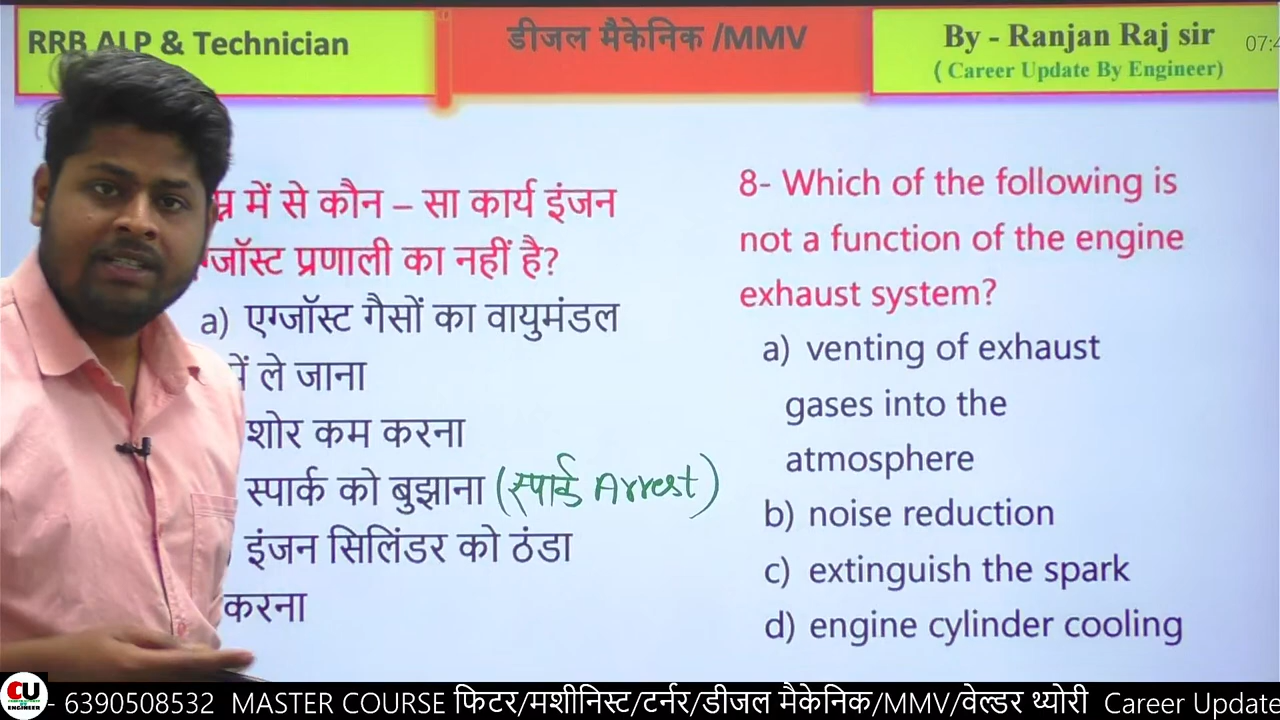 RRB ALP & Technician
डीजल मैकेनिक /MMV
By - Ranjan Raj sir
( Career Update By Engineer)
07:4
में से कौन – सा कार्य इंजन
प्रणाली का नहीं है?
a) एग्जॉस्ट गैसों का वायुमंडल
में ले जाना
शोर कम करना
स्पार्क को बुझाना (स्पार्क Arrest)
इंजन सिलिंडर को ठंडा
करना
8- Which of the following is
not a function of the engine
exhaust system?
a) venting of exhaust
gases into the
atmosphere
b) noise reduction
c) extinguish the spark
d) engine cylinder cooling
CU
ENGINEER
- 6390508532 MASTER COURSE फिटर/मशीनिस्ट/टर्नर/डीजल मैकेनिक/MMV/वेल्डर थ्योरी Career Update